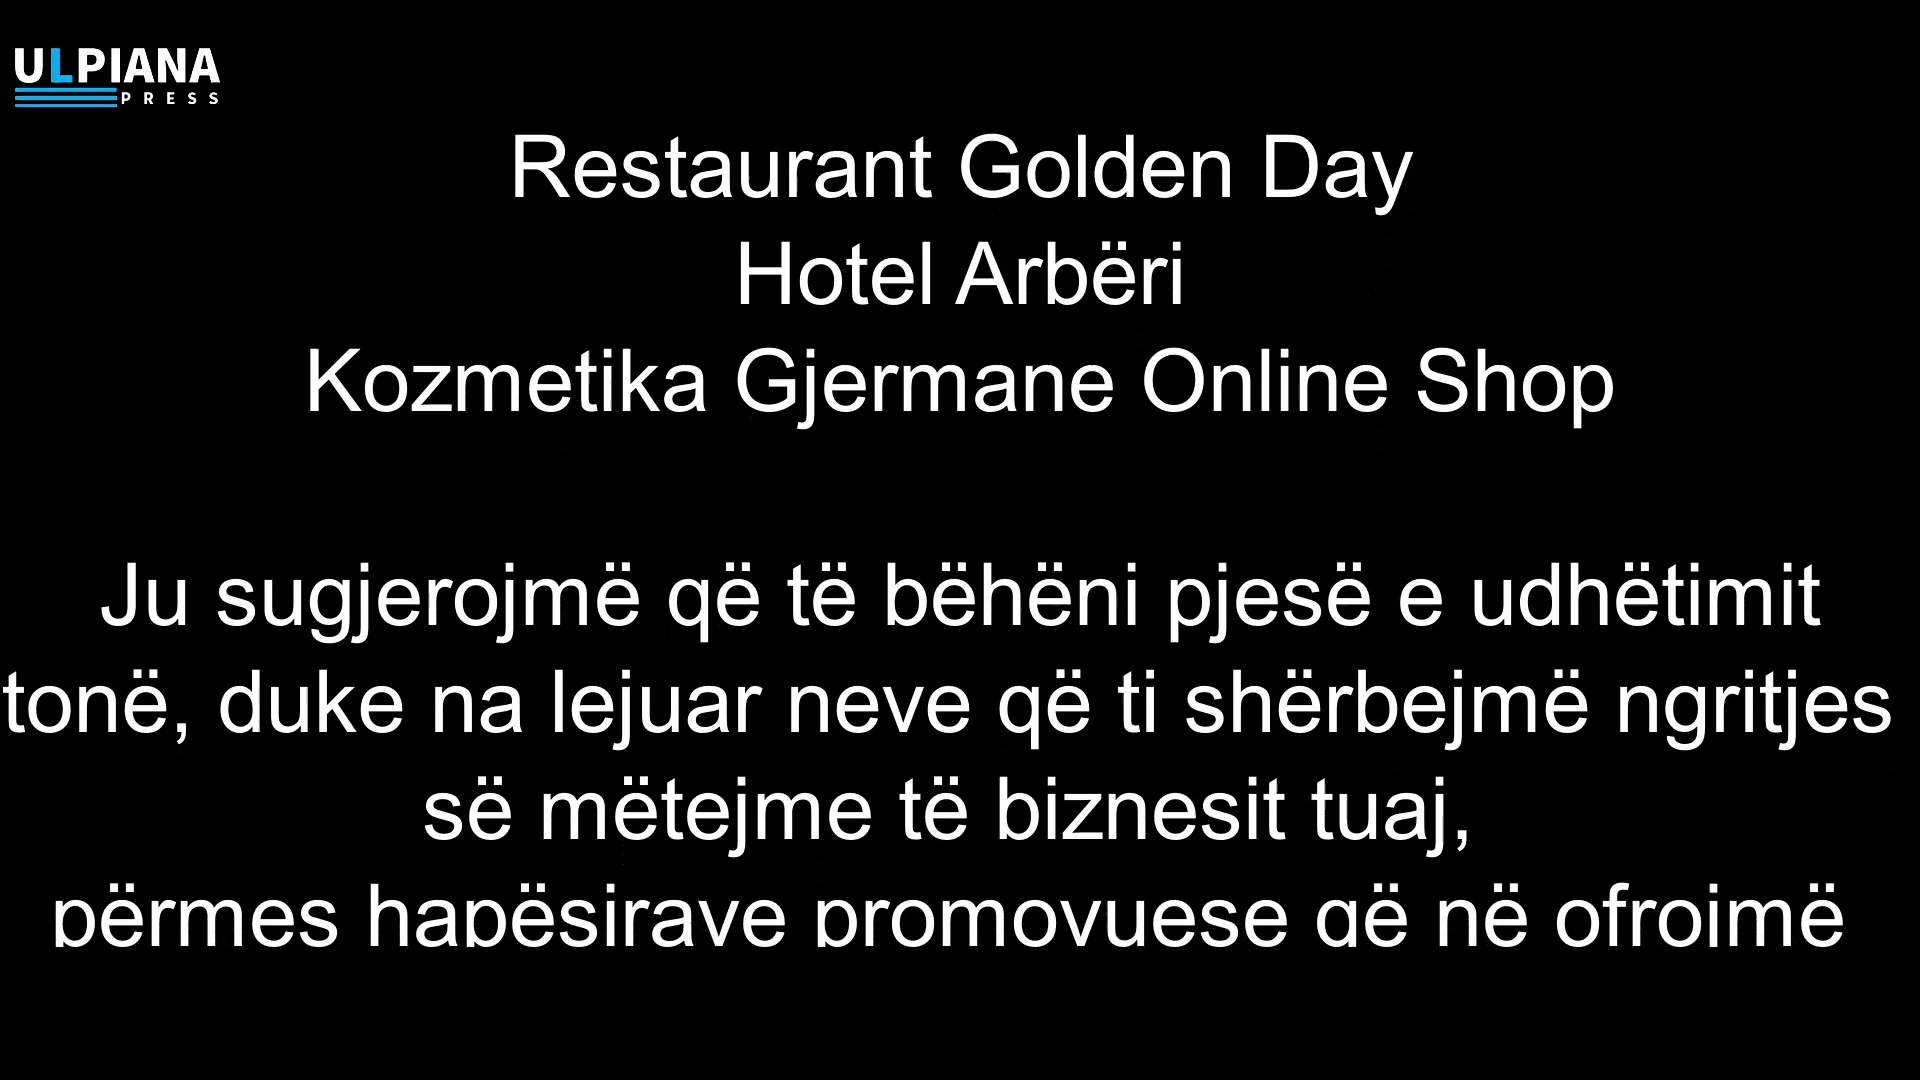 ULPIANA
PRESS
Restaurant Golden Day
Hotel Arbëri
Kozmetika Gjermane Online Shop
Ju sugjerojmë që të bëhëni pjesë e udhëtimit
tonë, duke na lejuar neve që ti shërbejmë ngritjes
së mëtejme të biznesit tuaj,
përmes hapësirave promovuese që në ofrojmë